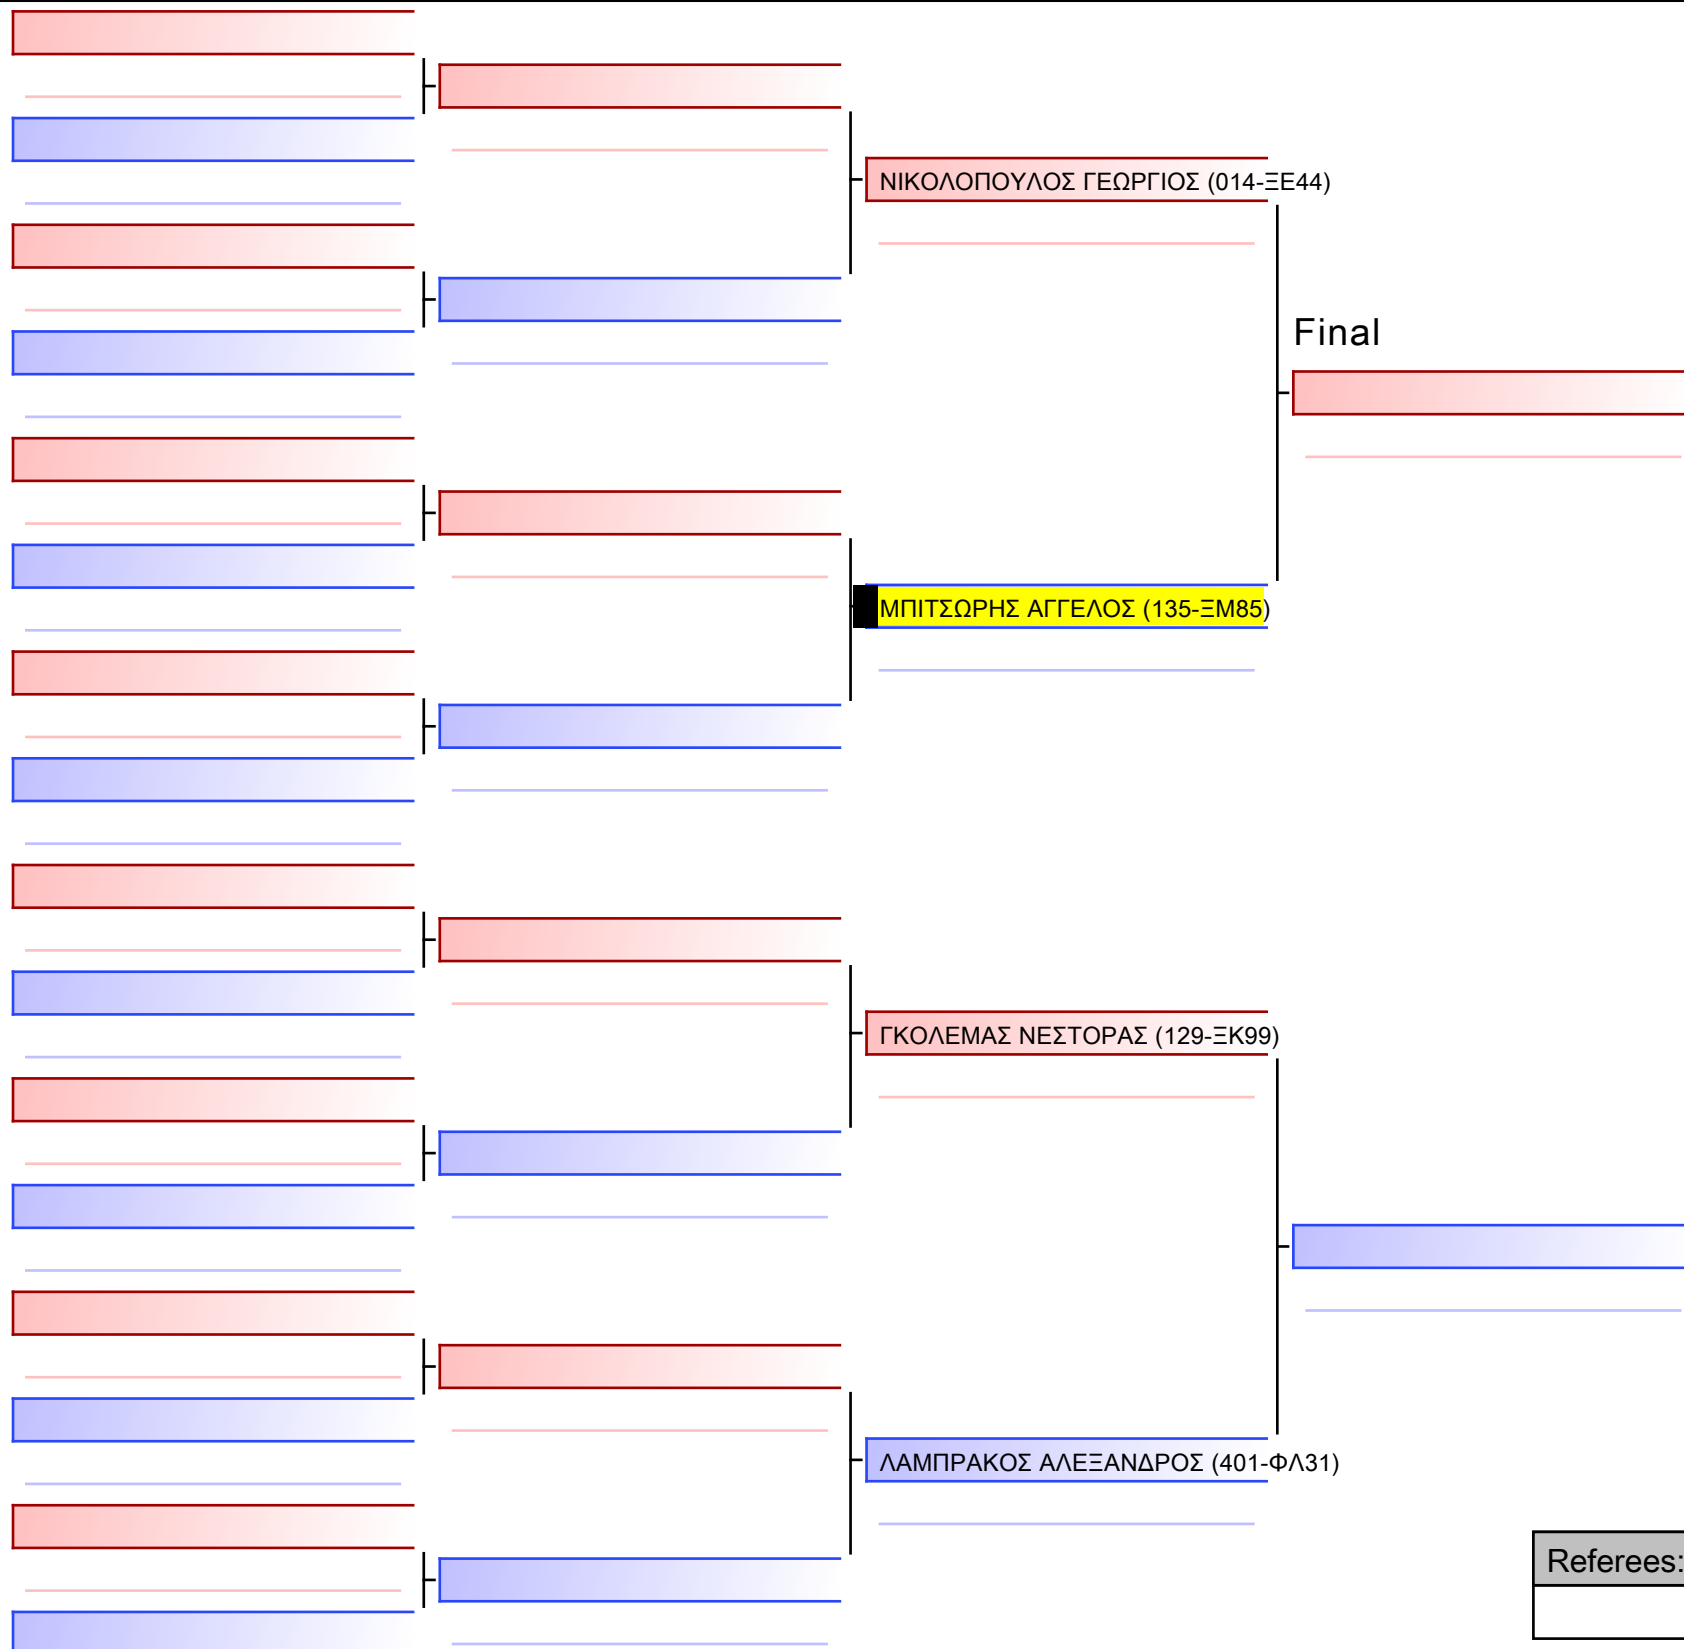 ΝΙΚΟΛΟΠΟΥΛΟΣ ΓΕΩΡΓΙΟΣ (014-ΞΕ44)
Final
ΜΠΙΤΣΩΡΗΣ ΑΓΓΕΛΟΣ (135-ΞΜ85)
ΓΚΟΛΕΜΑΣ ΝΕΣΤΟΡΑΣ (129-ΞΚ99)
ΛΑΜΠΡΑΚΟΣ ΑΛΕΞΑΝΔΡΟΣ (401-ΦΛ31)
Referees: